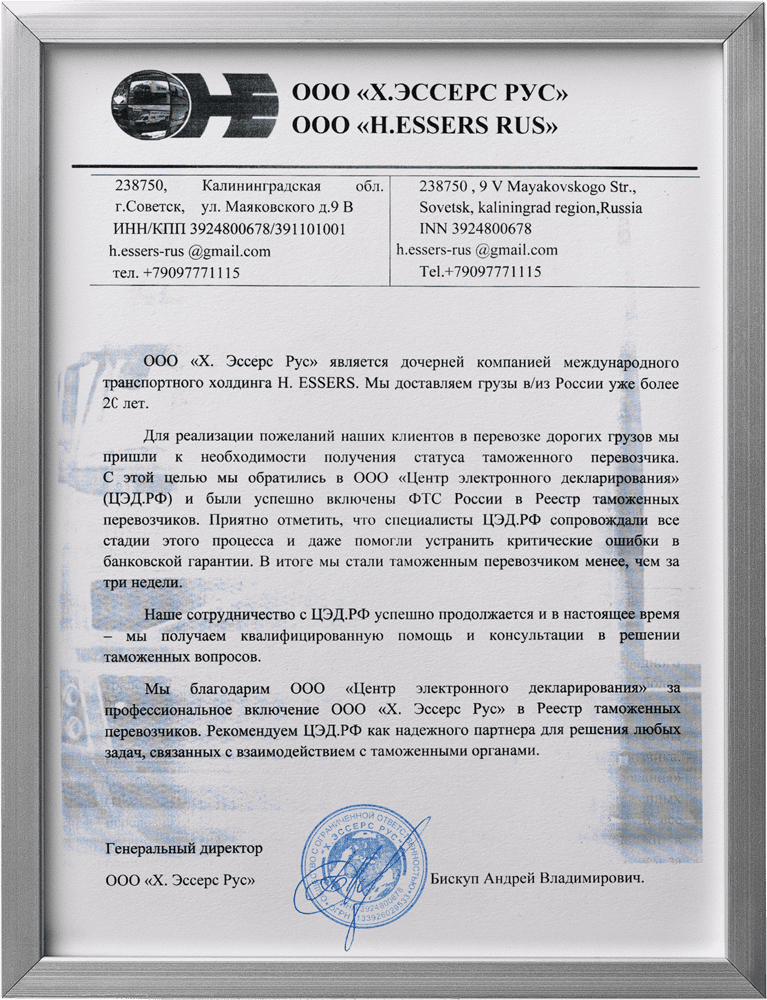 ООО «Х.ЭССЕРС РУС»
ООО «H.ESSERS RUS»
238750, Калининградская обл.
г.Советск, ул. Маяковского д.9 В
ИНН/КПП 3924800678/391101001
h.essers-rus @gmail.com
тел. +79097771115
238750 , 9 V Mayakovskogo Str.,
Sovetsk, kaliningrad region,Russia
INN 3924800678
h.essers-rus @gmail.com
Tel.+79097771115
ООО «Х. Эссерс Рус» является дочерней компанией международного
транспортного холдинга H. ESSERS. Мы доставляем грузы в/из России уже более
20 лет.
Для реализации пожеланий наших клиентов в перевозке дорогих грузов мы
пришли к необходимости получения статуса таможенного перевозчика.
С этой целью мы обратились в ООО «Центр электронного декларирования»
(ЦЭД.РФ) и были успешно включены ФТС России в Реестр таможенных
перевозчиков. Приятно отметить, что специалисты ЦЭД.РФ сопровождали все
стадии этого процесса и даже помогли устранить критические ошибки в
банковской гарантии. В итоге мы стали таможенным перевозчиком менее, чем за
три недели.
Наше сотрудничество с ЦЭД.РФ успешно продолжается и в настоящее время
– мы получаем квалифицированную помощь и консультации в решении
таможенных вопросов.
Мы благодарим ООО «Центр электронного декларирования» за
профессиональное включение ООО «Х. Эссерс Рус» в Реестр таможенных
перевозчиков. Рекомендуем ЦЭД.РФ как надежного партнера для решения любых
задач, связанных с взаимодействием с таможенными органами.
Генеральный директор
ООО «Х. Эссерс Рус»
Бискуп Андрей Владимирович.
ОБЩЕСТВО С ОГРАНИЧЕННОЙ ОТВЕТСТВЕННОСТЬЮ
"Х ЭССЕРС РУС"
3924800678